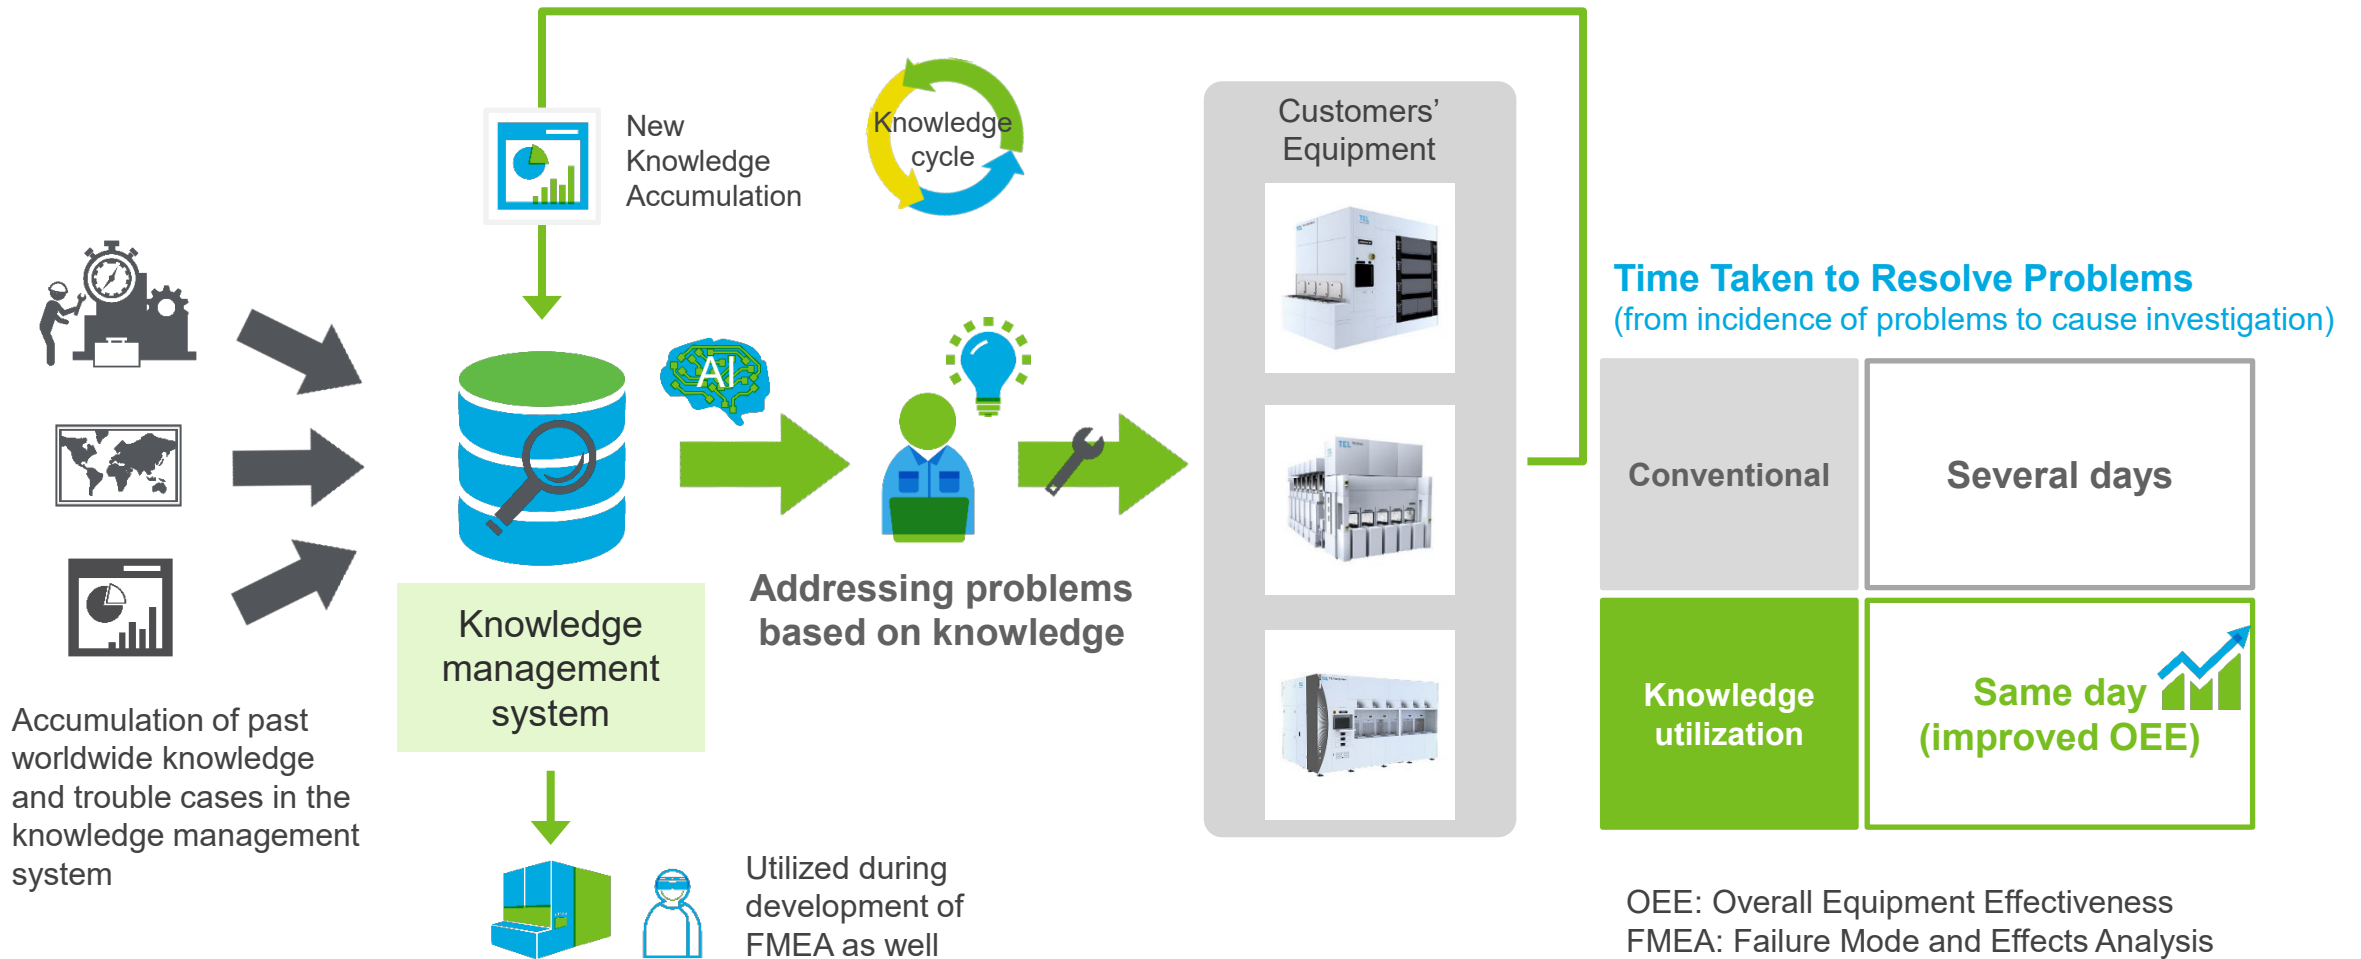 New
Knowledge
Accumulation
Knowledge
cycle
Customers’
Equipment
TEL
TEL
AI
TEL
Knowledge
management
system
Addressing problems
based on knowledge
Accumulation of past
worldwide knowledge
and trouble cases in the
knowledge management
system
Utilized during
development of
FMEA as well
Time Taken to Resolve Problems
(from incidence of problems to cause investigation)
Conventional
Several days
Knowledge
utilization
Same day
(improved OEE)
OEE: Overall Equipment Effectiveness
FMEA: Failure Mode and Effects Analysis